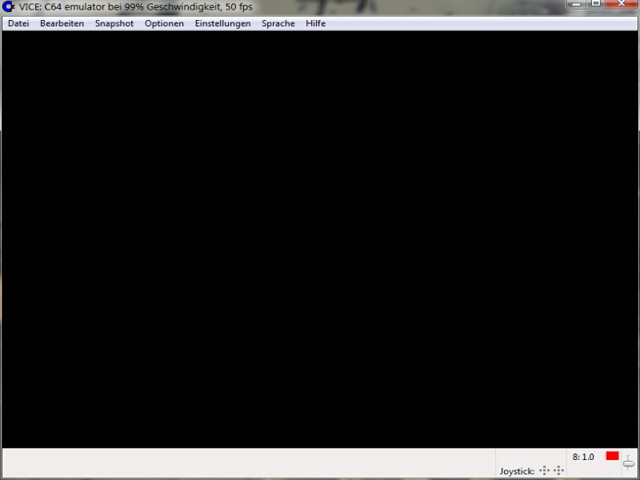 VICE: C64 emulator bei 99% Geschwindigkeit, 50 fps
Datei Bearbeiten Snapshot Optionen Einstellungen Sprache Hilfe
8: 1.0
Joystick: